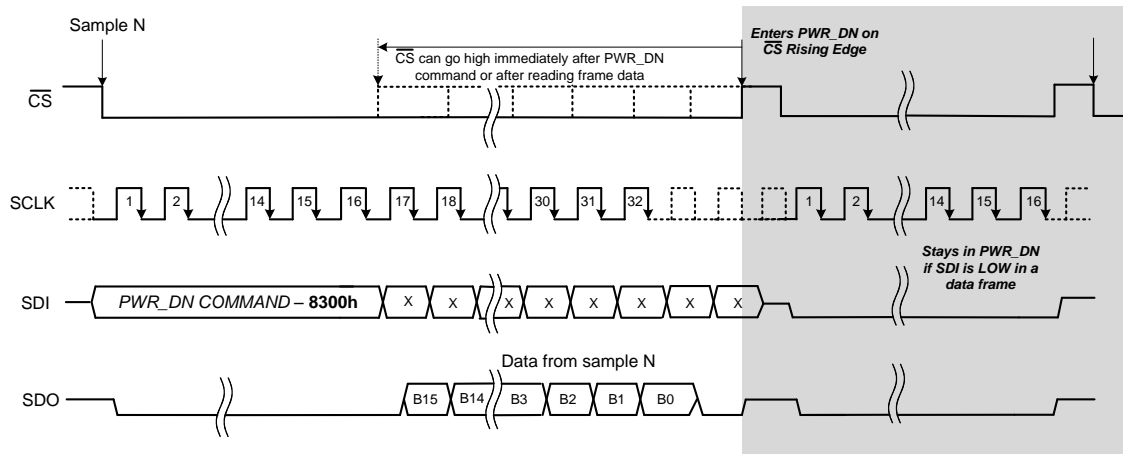 Sample N
CS can go high immediately after PWR_DN
command or after reading frame data
Enters PWR_DN on
CS Rising Edge
CS
SCLK
1
2
14
15
16
17
18
30
31
32
1
2
14
15
16
Stays in PWR_DN
if SDI is LOW in a
data frame
SDI
PWR_DN COMMAND – 8300h
X
X
X
X
X
X
X
X
Data from sample N
SDO
B15
B14
B3
B2
B1
B0